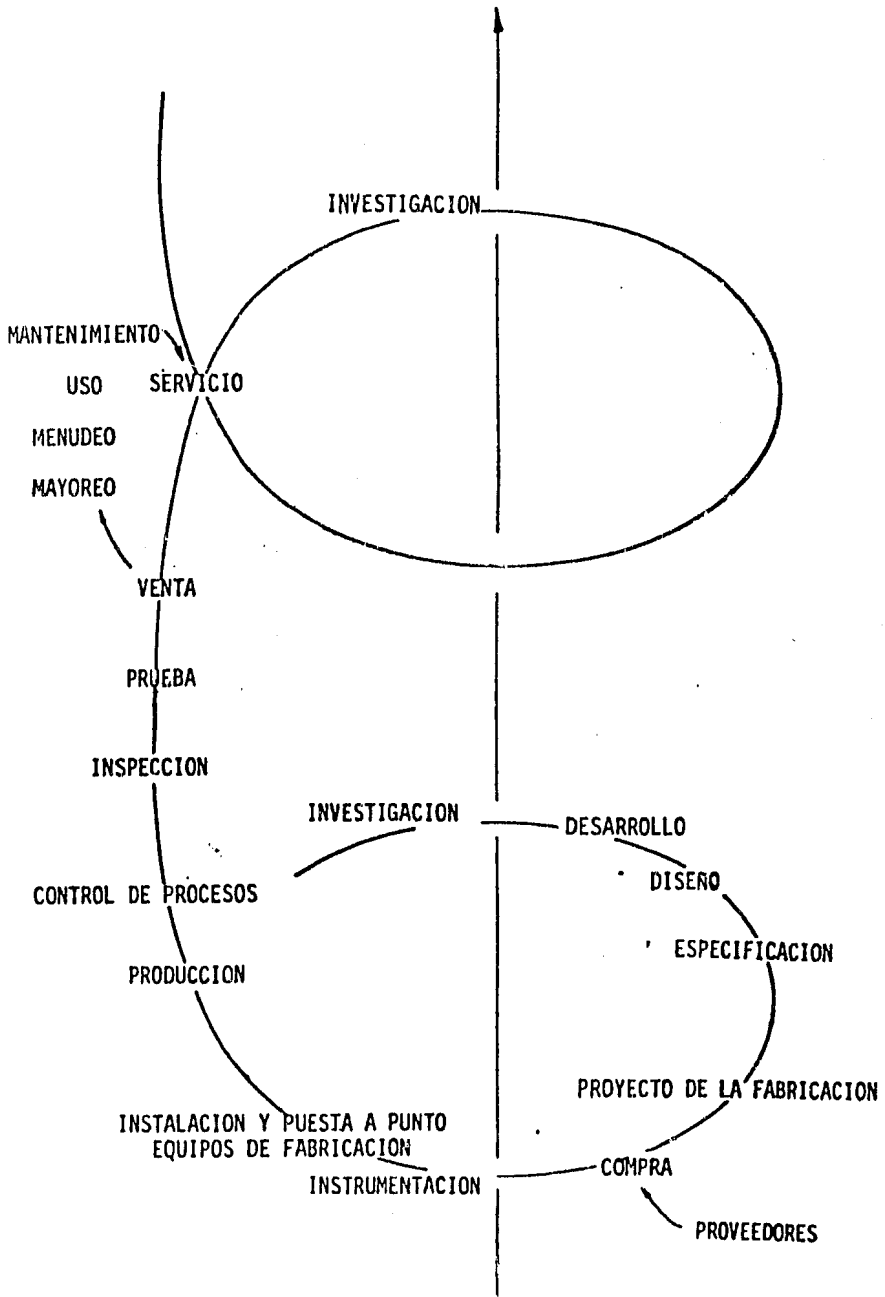 INVESTIGACION
MANTENIMIENTO
USO
SERVICIO
MENUDEO
MAYOREO
VENTA
PRUEBA
INSPECCION
INVESTIGACION
DESARROLLO
DISEÑO
CONTROL DE PROCESOS
ESPECIFICACION
PRODUCCION
PROYECTO DE LA FABRICACION
INSTALACION Y PUESTA A PUNTO
EQUIPOS DE FABRICACION
COMPRA
INSTRUMENTACION
PROVEEDORES